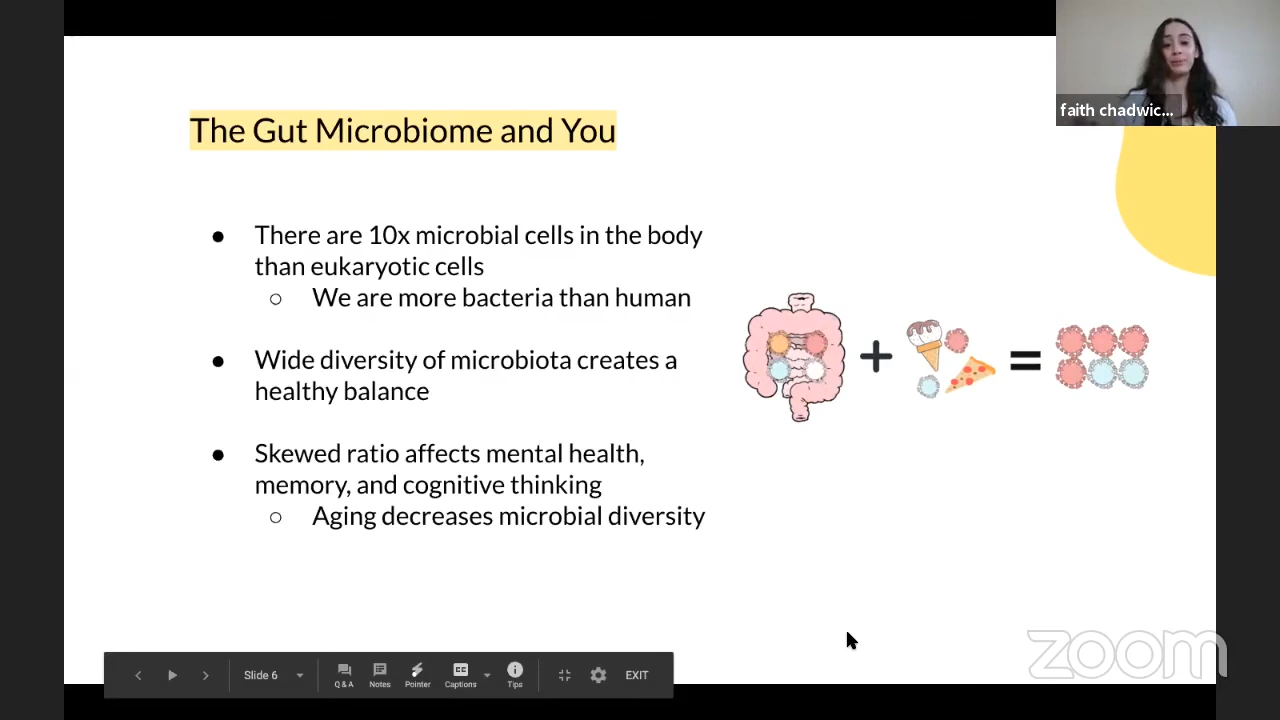 faith chadwic...
The Gut Microbiome and You
● There are 10x microbial cells in the body
than eukaryotic cells
○ We are more bacteria than human
● Wide diversity of microbiota creates a
healthy balance
● Skewed ratio affects mental health,
memory, and cognitive thinking
○ Aging decreases microbial diversity
+ =
Slide 6
Q & A
Notes
Pointer
CC
Captions
Tips
EXIT
zoom